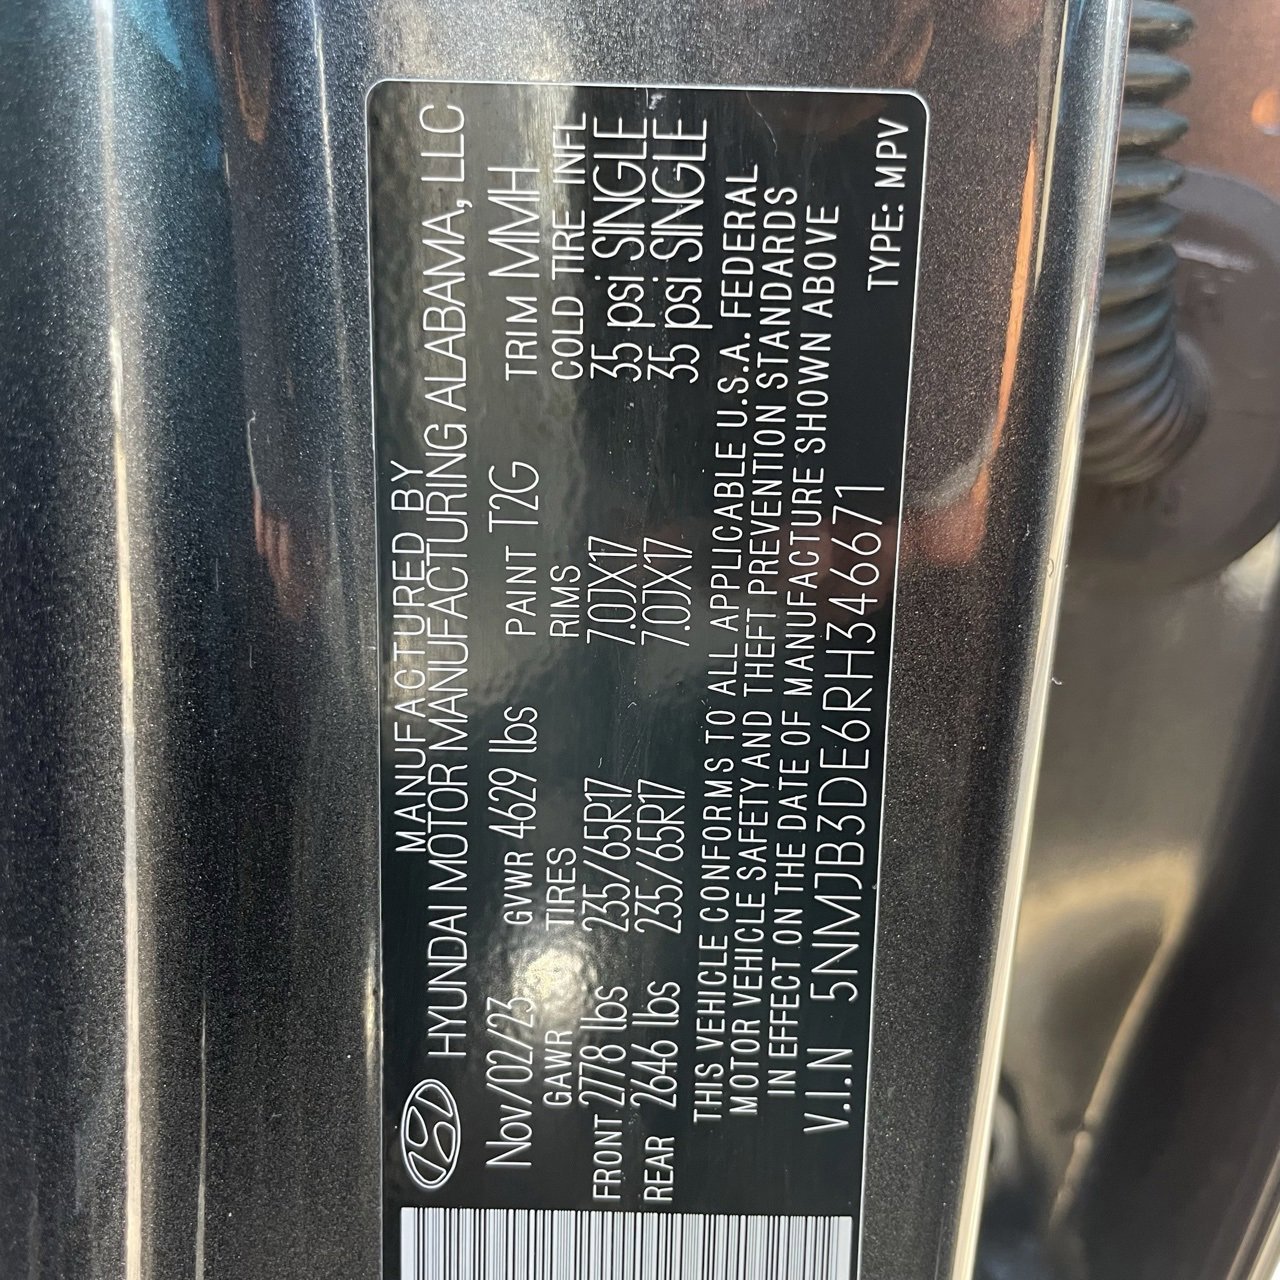 MANUFACTURED BY
HYUNDAI MOTOR MANUFACTURING ALABAMA, LLC
Nov/02/23 GVWR 4629 lbs PAINT T2G TRIM MMH
GAWR TIRES RIMS COLD TIRE INFL
FRONT 2778 lbs 235/65R17 7.0JX17 35 psi SINGLE
REAR 2646 lbs 235/65R17 7.0JX17 35 psi SINGLE
THIS VEHICLE CONFORMS TO ALL APPLICABLE U.S.A. FEDERAL
MOTOR VEHICLE SAFETY AND THEFT PREVENTION STANDARDS
IN EFFECT ON THE DATE OF MANUFACTURE SHOWN ABOVE
V.I.N 5NMJB3DE6RH346671 TYPE: MPV